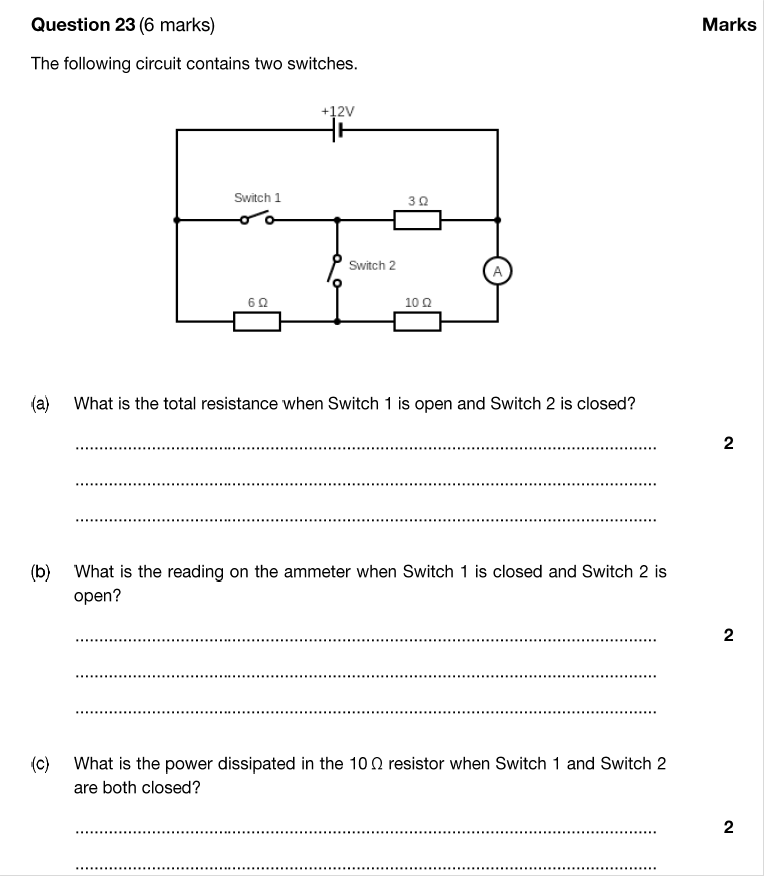 Question 23 (6 marks) Marks
The following circuit contains two switches.
+12V
Switch 1
3 Ω
Switch 2
A
6 Ω
10 Ω
(a) What is the total resistance when Switch 1 is open and Switch 2 is closed?
2
(b) What is the reading on the ammeter when Switch 1 is closed and Switch 2 is
open?
2
(c) What is the power dissipated in the 10 Ω resistor when Switch 1 and Switch 2
are both closed?
2